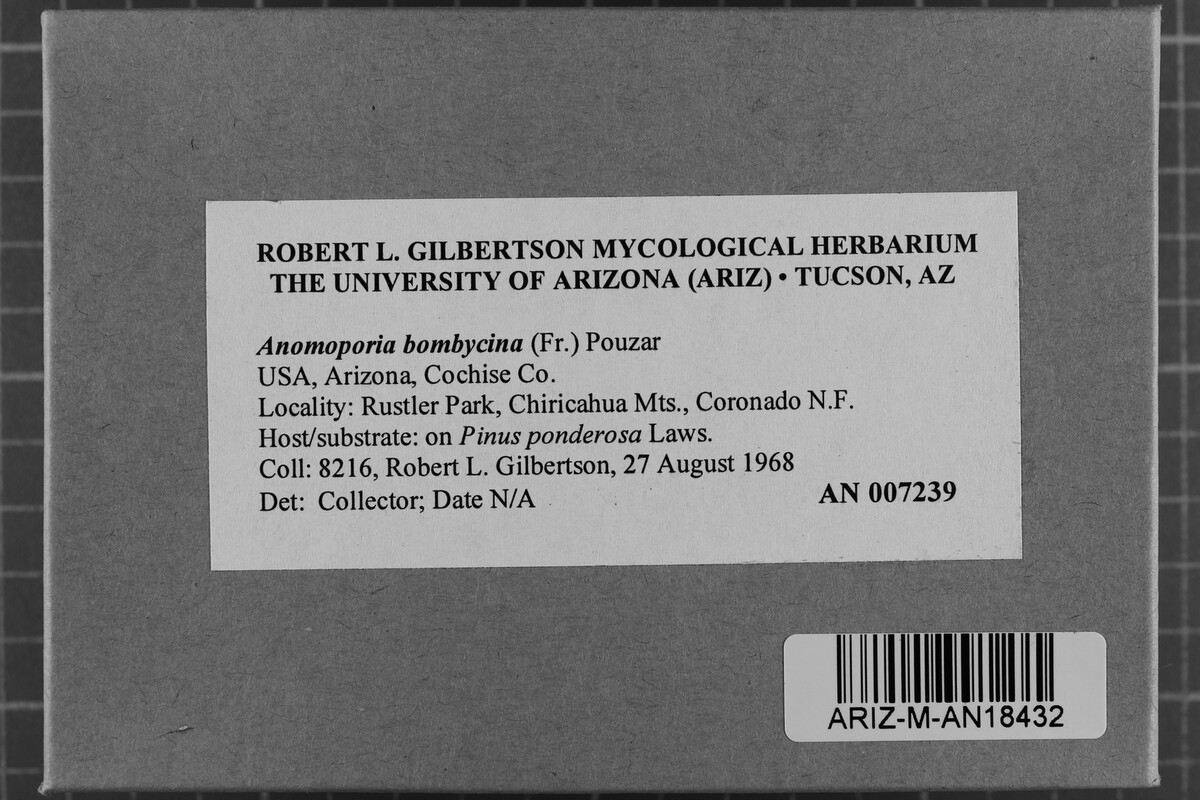 ROBERT L. GILBERTSON MYCOLOGICAL HERBARIUM
THE UNIVERSITY OF ARIZONA (ARIZ) • TUCSON, AZ
Anomoporia bombycina (Fr.) Pouzar
USA, Arizona, Cochise Co.
Locality: Rustler Park, Chiricahua Mts., Coronado N.F.
Host/substrate: on Pinus ponderosa Laws.
Coll: 8216, Robert L. Gilbertson, 27 August 1968
Det: Collector; Date N/A AN 007239
ARIZ-M-AN18432